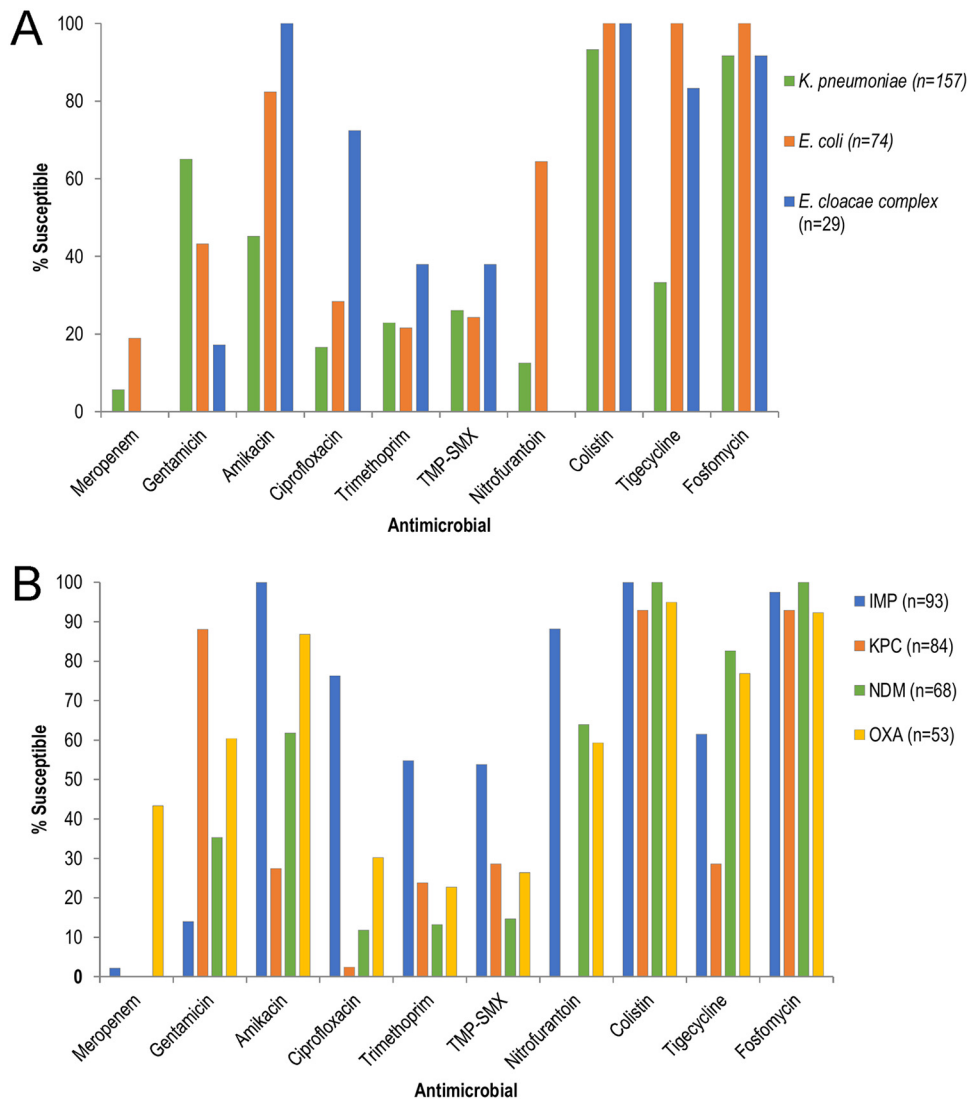 A
100
80
60
40
20
0
% Susceptible
Meropenem
Gentamicin
Amikacin
Ciprofloxacin
Trimethoprim
TMP-SMX
Nitrofurantoin
Colistin
Tigecycline
Fosfomycin
Antimicrobial
K. pneumoniae (n=157)
E. coli (n=74)
E. cloacae complex
(n=29)
B
100
90
80
70
60
50
40
30
20
10
0
% Susceptible
Meropenem
Gentamicin
Amikacin
Ciprofloxacin
Trimethoprim
TMP-SMX
Nitrofurantoin
Colistin
Tigecycline
Fosfomycin
Antimicrobial
IMP (n=93)
KPC (n=84)
NDM (n=68)
OXA (n=53)